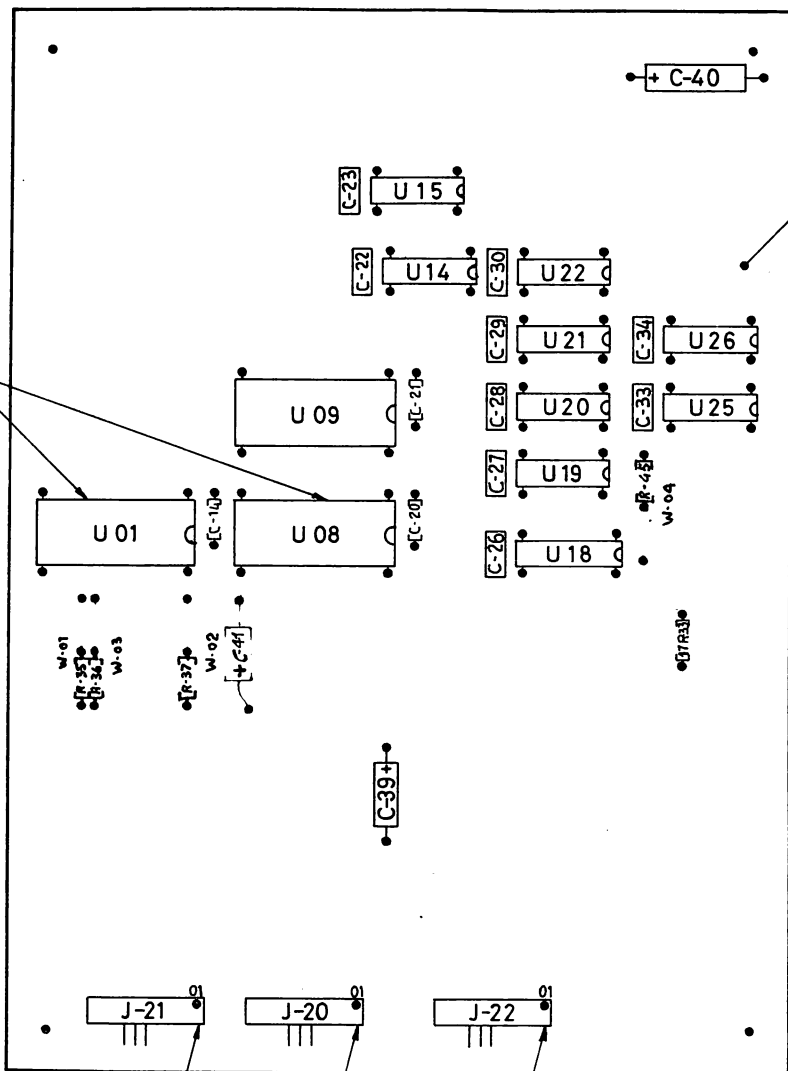 + C-40
C-23
U 15
C-22
U 14
C-30
U 22
C-29
U 21
C-34
U 26
U 09
C-21
C-28
U 20
C-33
U 25
C-27
U 19
R-45
W-04
U 01
C-14
U 08
C-20
C-26
U 18
W-01
R-35
R-36
W-03
R-37
W-02
+C-41
C-39+
01
J-21
01
J-20
01
J-22